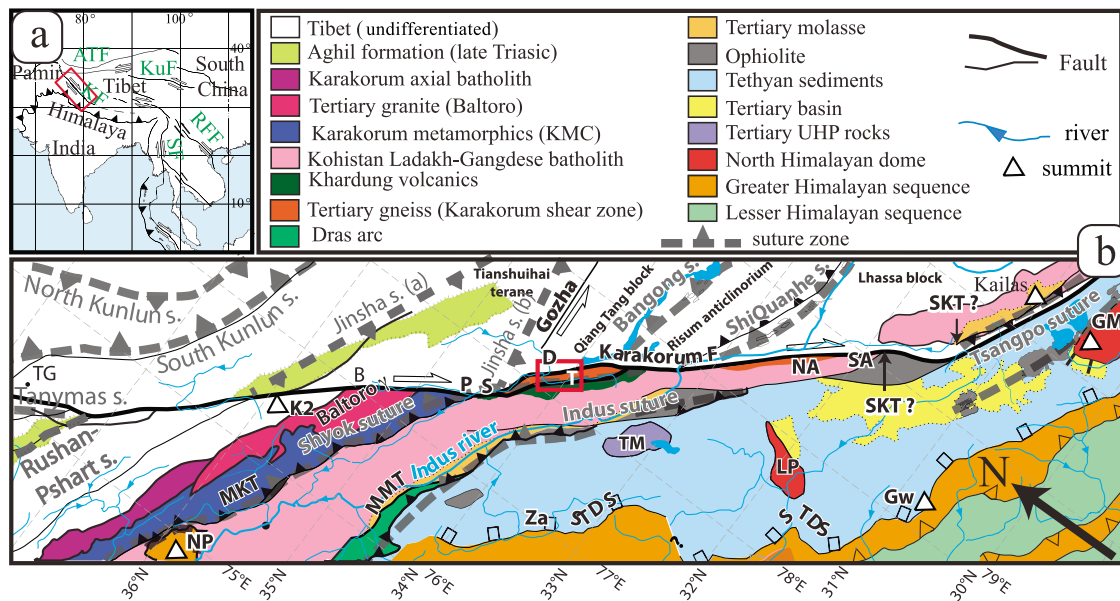 a
80°
100°
ATF
40°
Pamir
KuF
South
Tibet
China
KF
Himalaya
RFF
India
SF
10°
Tibet (undifferentiated)
Aghil formation (late Triasic)
Karakorum axial batholith
Tertiary granite (Baltoro)
Karakorum metamorphics (KMC)
Kohistan Ladakh-Gangdese batholith
Khardung volcanics
Tertiary gneiss (Karakorum shear zone)
Dras arc
Tertiary molasse
Ophiolite
Tethyan sediments
Tertiary basin
Tertiary UHP rocks
North Himalayan dome
Greater Himalayan sequence
Lesser Himalayan sequence
suture zone
Fault
river
summit
b
North Kunlun s.
South Kunlun s.
Jinsha s. (a)
Tianshuihai
terane
Jinsha s. (b)
Gozha
Qiang Tang block
Bangong s.
Risum anticlinorium
ShiQuanhe s.
Lhassa block
Kailas
SKT ?
Tsangpo suture
GM
TG
Tanymas s.
Rushan-
Pshart s.
B
K2
Baltoro
Shyok suture
P
S
D
T
Karakorum F
NA
SA
SKT ?
Indus suture
Indus river
MKT
MMT
NP
TM
LP
Za
STDS
STDS
Gw
N
36°N
75°E
35°N
34°N
76°E
33°N
77°E
32°N
78°E
31°N
30°N
79°E